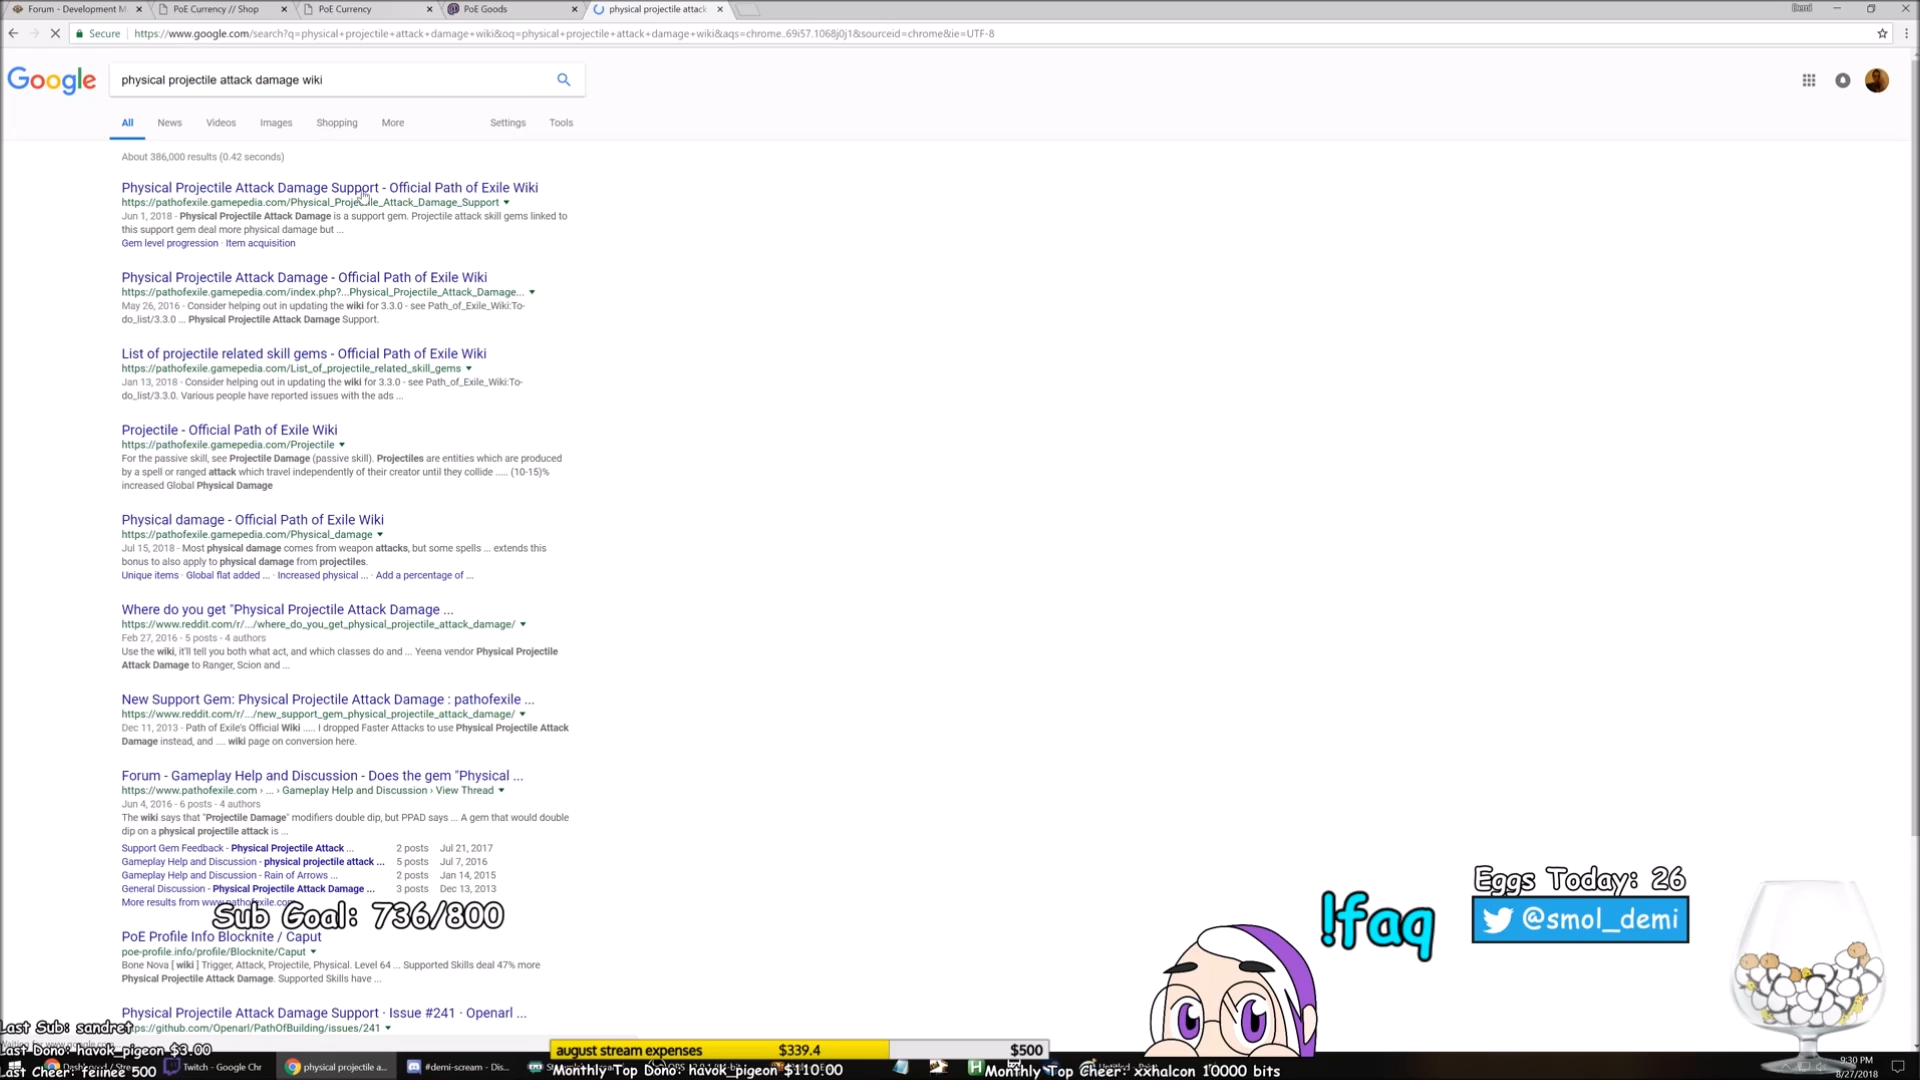 Forum - Development M
PoE Currency // Shop
PoE Currency
PoE Goods
physical projectile attack
Demi
Secure
https://www.google.com/search?q=physical+projectile+attack+damage+wiki&oq=physical+projectile+attack+damage+wiki&aqs=chrome..69i57.1068j0j1&sourceid=chrome&ie=UTF-8
Google
physical projectile attack damage wiki
All News Videos Images Shopping More Settings Tools
About 386,000 results (0.42 seconds)
Physical Projectile Attack Damage Support - Official Path of Exile Wiki
https://pathofexile.gamepedia.com/Physical_Projectile_Attack_Damage_Support
Jun 1, 2018 - Physical Projectile Attack Damage is a support gem. Projectile attack skill gems linked to
this support gem deal more physical damage but ...
Gem level progression · Item acquisition
Physical Projectile Attack Damage - Official Path of Exile Wiki
https://pathofexile.gamepedia.com/index.php?...Physical_Projectile_Attack_Damage...
May 26, 2016 - Consider helping out in updating the wiki for 3.3.0 - see Path_of_Exile_Wiki:To-
do_list/3.3.0 ... Physical Projectile Attack Damage Support.
List of projectile related skill gems - Official Path of Exile Wiki
https://pathofexile.gamepedia.com/List_of_projectile_related_skill_gems
Jan 13, 2018 - Consider helping out in updating the wiki for 3.3.0 - see Path_of_Exile_Wiki:To-
do_list/3.3.0. Various people have reported issues with the ads ...
Projectile - Official Path of Exile Wiki
https://pathofexile.gamepedia.com/Projectile
For the passive skill, see Projectile Damage (passive skill). Projectiles are entities which are produced
by a spell or ranged attack which travel independently of their creator until they collide ..... (10-15)%
increased Global Physical Damage
Physical damage - Official Path of Exile Wiki
https://pathofexile.gamepedia.com/Physical_damage
Jul 15, 2018 - Most physical damage comes from weapon attacks, but some spells ... extends this
bonus to also apply to physical damage from projectiles.
Unique items · Global flat added ... · Increased physical ... · Add a percentage of ...
Where do you get "Physical Projectile Attack Damage ...
https://www.reddit.com/r/.../where_do_you_get_physical_projectile_attack_damage/
Feb 27, 2016 - 5 posts - 4 authors
Use the wiki, it'll tell you both what act, and which classes do and ... Yeena vendor Physical Projectile
Attack Damage to Ranger, Scion and ...
New Support Gem: Physical Projectile Attack Damage : pathofexile ...
https://www.reddit.com/r/.../new_support_gem_physical_projectile_attack_damage/
Dec 11, 2013 - Path of Exile's Official Wiki ..... I dropped Faster Attacks to use Physical Projectile Attack
Damage instead, and .... wiki page on conversion here.
Forum - Gameplay Help and Discussion - Does the gem "Physical ...
https://www.pathofexile.com › ... › Gameplay Help and Discussion › View Thread
Jun 4, 2016 - 6 posts - 4 authors
The wiki says that "Projectile Damage" modifiers double dip, but PPAD says ... A gem that would double
dip on a physical projectile attack is ...
Support Gem Feedback - Physical Projectile Attack ... 2 posts Jul 21, 2017
Gameplay Help and Discussion - physical projectile attack ... 5 posts Jul 7, 2016
Gameplay Help and Discussion - Rain of Arrows ... 2 posts Jan 14, 2015
General Discussion - Physical Projectile Attack Damage ... 3 posts Dec 13, 2013
More results from www.pathofexile.com
Sub Goal: 736/800
PoE Profile Info Blocknite / Caput
poe-profile.info/profile/Blocknite/Caput
Bone Nova [ wiki ] Trigger, Attack, Projectile, Physical. Level 64 ... Supported Skills deal 47% more
Physical Projectile Attack Damage. Supported Skills have ...
Physical Projectile Attack Damage Support · Issue #241 · Openarl ...
https://github.com/Openarl/PathOfBuilding/issues/241
!faq
Eggs Today: 26
@smol_demi
Last Sub: sandret
Last Dono: havok_pigeon $3.00
Last Cheer: feiinee 500
august stream expenses $339.4 $500
Monthly Top Dono: havok_pigeon $110.00
Monthly Top Cheer: xxhalcon 10000 bits
Twitch - Google Chr
physical projectile a...
#demi-scream - Dis...
9:30 PM
8/27/2018